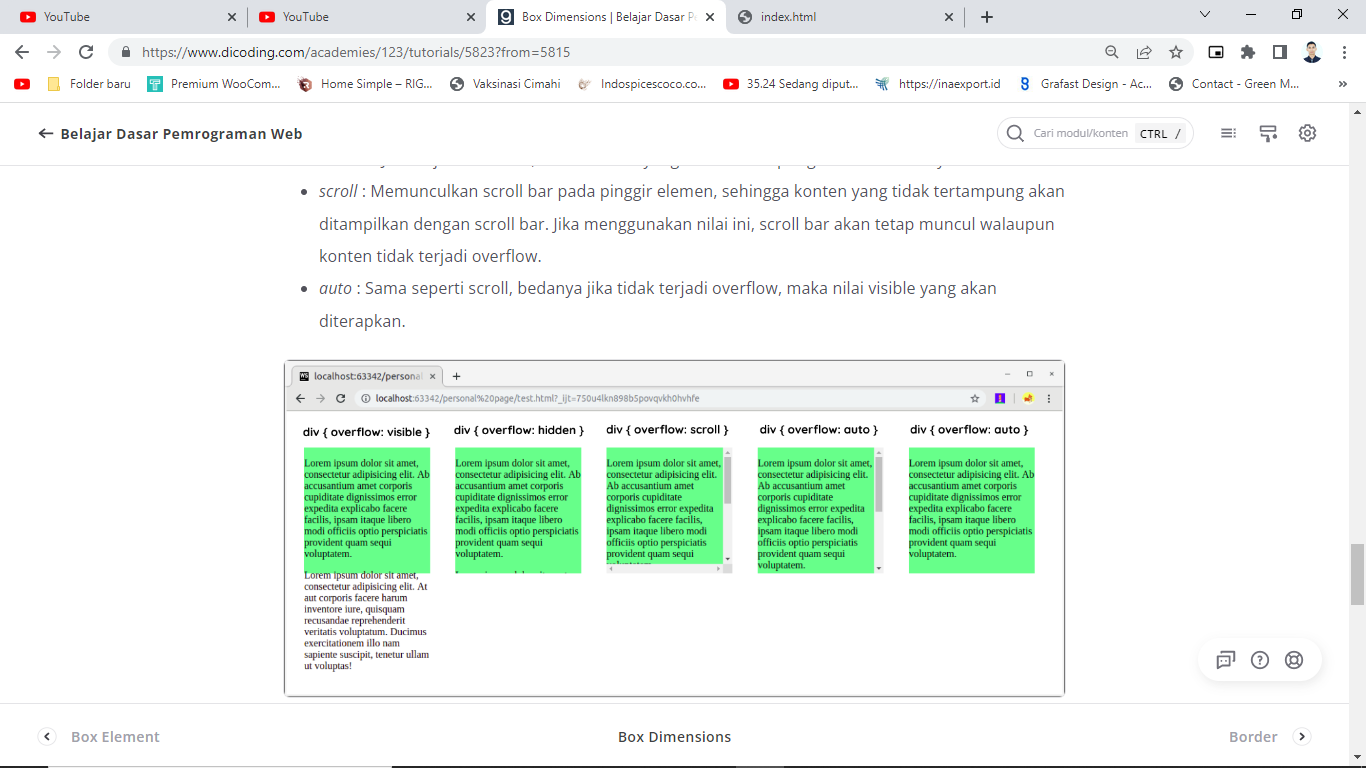 YouTube
YouTube
Box Dimensions | Belajar Dasar P
index.html
https://www.dicoding.com/academies/123/tutorials/5823?from=5815
Folder baru
Premium WooCom...
Home Simple – RIG...
Vaksinasi Cimahi
Indospicescoco.co...
35.24 Sedang diput...
https://inaexport.id
Grafast Design - Ac...
Contact - Green M...
»
Belajar Dasar Pemrograman Web
Cari modul/konten
CTRL /
• scroll : Memunculkan scroll bar pada pinggir elemen, sehingga konten yang tidak tertampung akan
ditampilkan dengan scroll bar. Jika menggunakan nilai ini, scroll bar akan tetap muncul walaupun
konten tidak terjadi overflow.
• auto : Sama seperti scroll, bedanya jika tidak terjadi overflow, maka nilai visible yang akan
diterapkan.
localhost:63342/personal
localhost:63342/personal%20page/test.html?_ijt=750u4lkn898b5povqvkh0hvhfe
div { overflow: visible }
Lorem ipsum dolor sit amet,
consectetur adipisicing elit. Ab
accusantium amet corporis
cupiditate dignissimos error
expedita explicabo facere
facilis, ipsam itaque libero
modi officiis optio perspiciatis
provident quam sequi
voluptatem.
Lorem ipsum dolor sit amet,
consectetur adipisicing elit. At
aut corporis facere harum
inventore iure, quisquam
recusandae reprehenderit
veritatis voluptatum. Ducimus
exercitationem illo nam
sapiente suscipit, tenetur ullam
ut voluptas!
div { overflow: hidden }
Lorem ipsum dolor sit amet,
consectetur adipisicing elit. Ab
accusantium amet corporis
cupiditate dignissimos error
expedita explicabo facere
facilis, ipsam itaque libero
modi officiis optio perspiciatis
provident quam sequi
voluptatem.
div { overflow: scroll }
Lorem ipsum dolor sit amet,
consectetur adipisicing elit.
Ab accusantium amet
corporis cupiditate
dignissimos error expedita
explicabo facere facilis,
ipsam itaque libero modi
officiis optio perspiciatis
provident quam sequi
div { overflow: auto }
Lorem ipsum dolor sit amet,
consectetur adipisicing elit.
Ab accusantium amet
corporis cupiditate
dignissimos error expedita
explicabo facere facilis,
ipsam itaque libero modi
officiis optio perspiciatis
provident quam sequi
voluptatem.
div { overflow: auto }
Lorem ipsum dolor sit amet,
consectetur adipisicing elit. Ab
accusantium amet corporis
cupiditate dignissimos error
expedita explicabo facere
facilis, ipsam itaque libero
modi officiis optio perspiciatis
provident quam sequi
voluptatem.
Box Element
Box Dimensions
Border